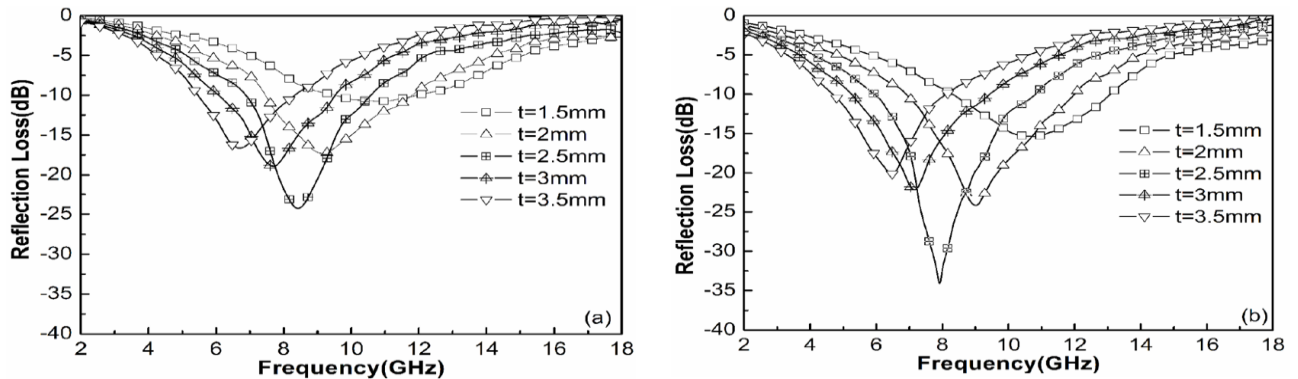 0
-5
-10
-15
-20
-25
-30
-35
-40
Reflection Loss(dB)
t=1.5mm
t=2mm
t=2.5mm
t=3mm
t=3.5mm
(a)
2 4 6 8 10 12 14 16 18
Frequency(GHz)
0
-5
-10
-15
-20
-25
-30
-35
-40
Reflection Loss(dB)
t=1.5mm
t=2mm
t=2.5mm
t=3mm
t=3.5mm
(b)
2 4 6 8 10 12 14 16 18
Frequency(GHz)